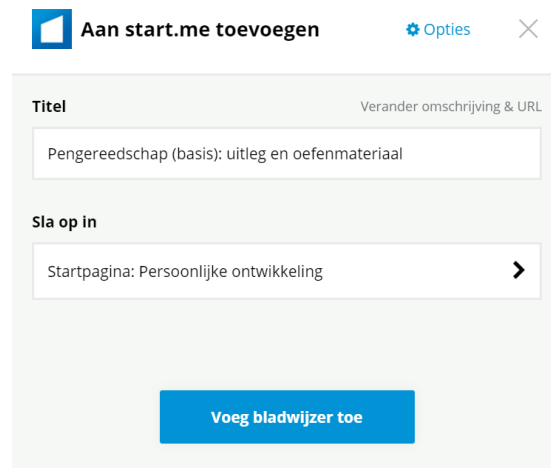 Aan start.me toevoegen Opties
Titel Verander omschrijving & URL
Pengereedschap (basis): uitleg en oefenmateriaal
Sla op in
Startpagina: Persoonlijke ontwikkeling
Voeg bladwijzer toe